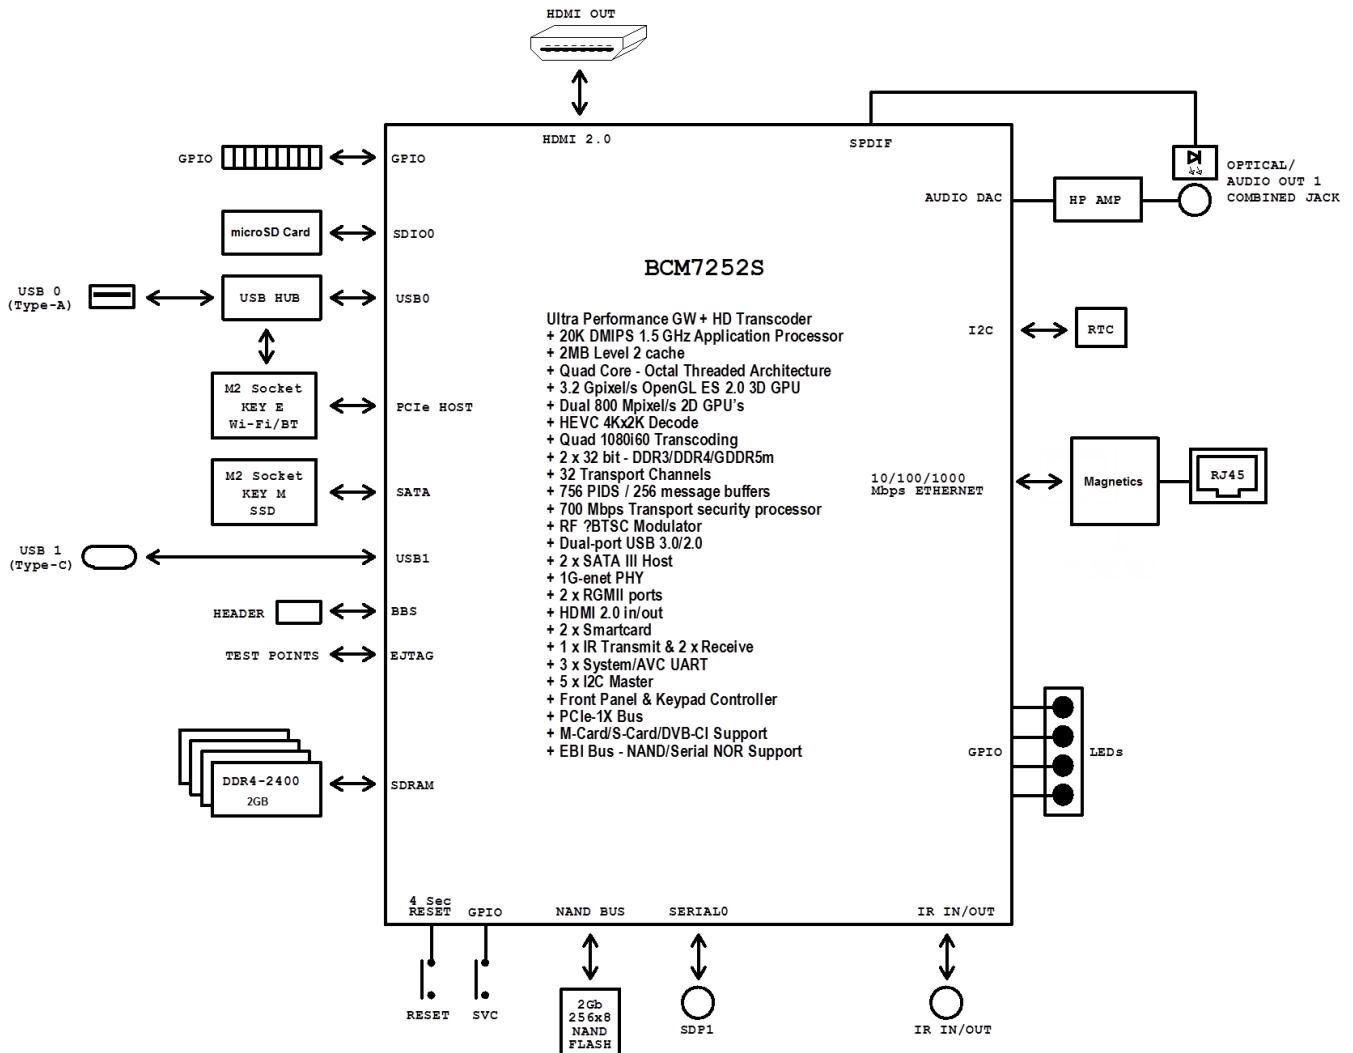 HDMI OUT
HDMI 2.0
SPDIF
GPIO
GPIO
OPTICAL/
AUDIO OUT 1
COMBINED JACK
AUDIO DAC
HP AMP
microSD Card
SDIO0
BCM7252S
USB 0
(Type-A)
USB HUB
USB0
Ultra Performance GW + HD Transcoder
+ 20K DMIPS 1.5 GHz Application Processor
+ 2MB Level 2 cache
+ Quad Core - Octal Threaded Architecture
+ 3.2 Gpixel/s OpenGL ES 2.0 3D GPU
+ Dual 800 Mpixel/s 2D GPU's
+ HEVC 4Kx2K Decode
+ Quad 1080i60 Transcoding
+ 2 x 32 bit - DDR3/DDR4/GDDR5m
+ 32 Transport Channels
+ 756 PIDS / 256 message buffers
+ 700 Mbps Transport security processor
+ RF ?BTSC Modulator
+ Dual-port USB 3.0/2.0
+ 2 x SATA III Host
+ 1G-enet PHY
+ 2 x RGMII ports
+ HDMI 2.0 in/out
+ 2 x Smartcard
+ 1 x IR Transmit & 2 x Receive
+ 3 x System/AVC UART
+ 5 x I2C Master
+ Front Panel & Keypad Controller
+ PCIe-1X Bus
+ M-Card/S-Card/DVB-CI Support
+ EBI Bus - NAND/Serial NOR Support
I2C
RTC
M2 Socket
KEY E
Wi-Fi/BT
PCIe HOST
M2 Socket
KEY M
SSD
SATA
10/100/1000
Mbps ETHERNET
Magnetics
RJ45
USB 1
(Type-C)
USB1
HEADER
BBS
TEST POINTS
EJTAG
DDR4-2400
2GB
SDRAM
GPIO
LEDs
4 Sec
RESET
GPIO
NAND BUS
SERIAL0
IR IN/OUT
RESET
SVC
2Gb
256x8
NAND
FLASH
SDP1
IR IN/OUT